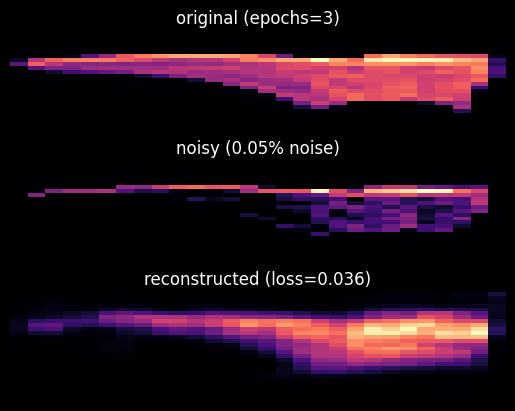 original (epochs=3)
noisy (0.05% noise)
reconstructed (loss=0.036)